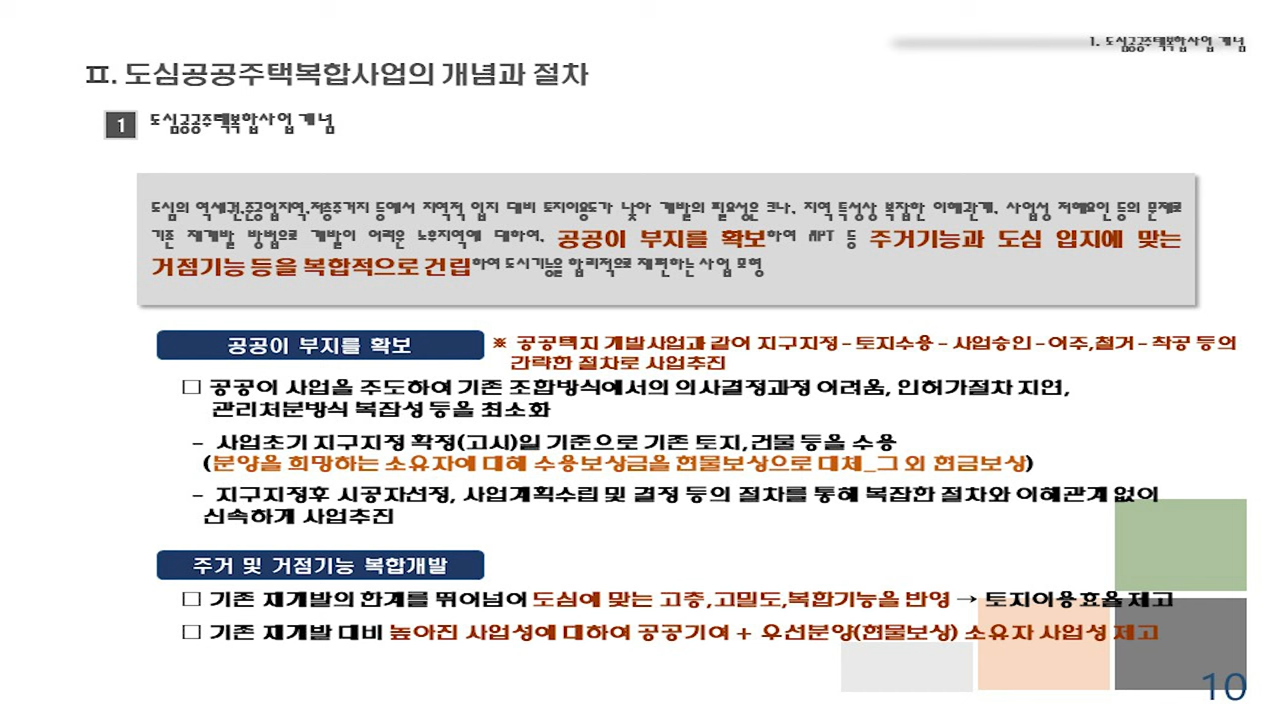 1. 도심공공주택복합사업 개념
Ⅱ. 도심공공주택복합사업의 개념과 절차
1 도심공공주택복합사업 개념
도심의 역세권,준공업지역,저층주거지 등에서 지역적 입지 대비 토지이용도가 낮아 개발의 필요성은 크나, 지역 특성상 복잡한 이해관계, 사업성 저해요인 등의 문제로
기존 재개발 방법으로 개발이 어려운 노후지역에 대하여, 공공이 부지를 확보하여 APT 등 주거기능과 도심 입지에 맞는
거점기능 등을 복합적으로 건립하여 도시기능을 합리적으로 재편하는 사업 모형
공공이 부지를 확보
※ 공공택지 개발사업과 같이 지구지정-토지수용-사업승인-이주,철거-착공 등의
간략한 절차로 사업추진
□ 공공이 사업을 주도하여 기존 조합방식에서의 의사결정과정 어려움, 인허가절차 지연,
관리처분방식 복잡성 등을 최소화
- 사업초기 지구지정 확정(고시)일 기준으로 기존 토지,건물 등을 수용
(분양을 희망하는 소유자에 대해 수용보상금을 현물보상으로 대체_그 외 현금보상)
- 지구지정후 시공자선정, 사업계획수립 및 결정 등의 절차를 통해 복잡한 절차와 이해관계 없이
신속하게 사업추진
주거 및 거점기능 복합개발
□ 기존 재개발의 한계를 뛰어넘어 도심에 맞는 고층,고밀도,복합기능을 반영 → 토지이용효율 제고
□ 기존 재개발 대비 높아진 사업성에 대하여 공공기여 + 우선분양(현물보상) 소유자 사업성 제고
10